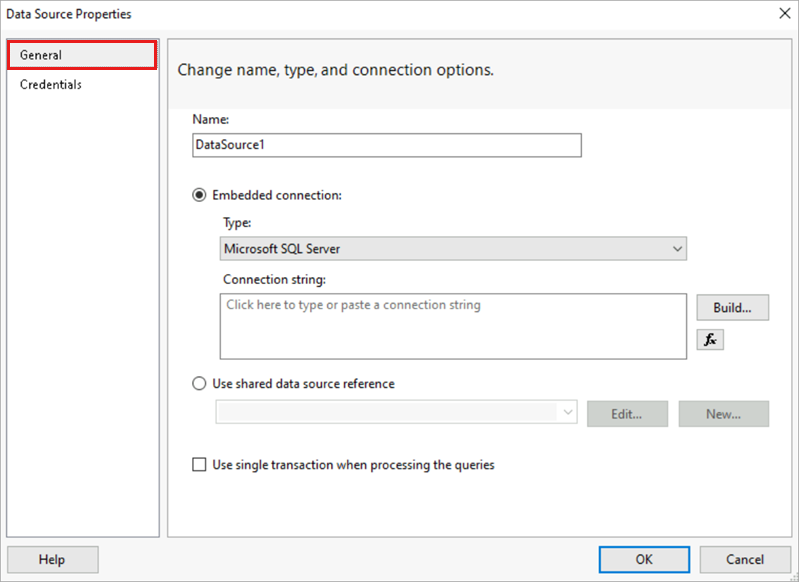 Data Source Properties
General
Credentials
Change name, type, and connection options.
Name:
DataSource1
Embedded connection:
Type:
Microsoft SQL Server
Connection string:
Click here to type or paste a connection string
Build...
fx
Use shared data source reference
Edit...
New...
Use single transaction when processing the queries
Help
OK
Cancel